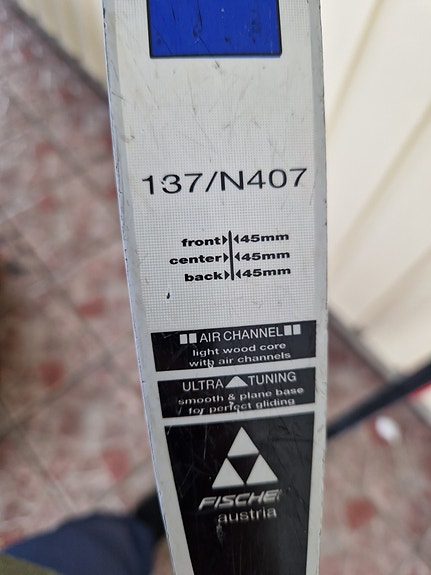 137/N407
front 45mm
center 45mm
back 45mm
AIR CHANNEL
light wood core
with air channels
ULTRA TUNING
smooth & plane base
for perfect gliding
FISCHER
austria